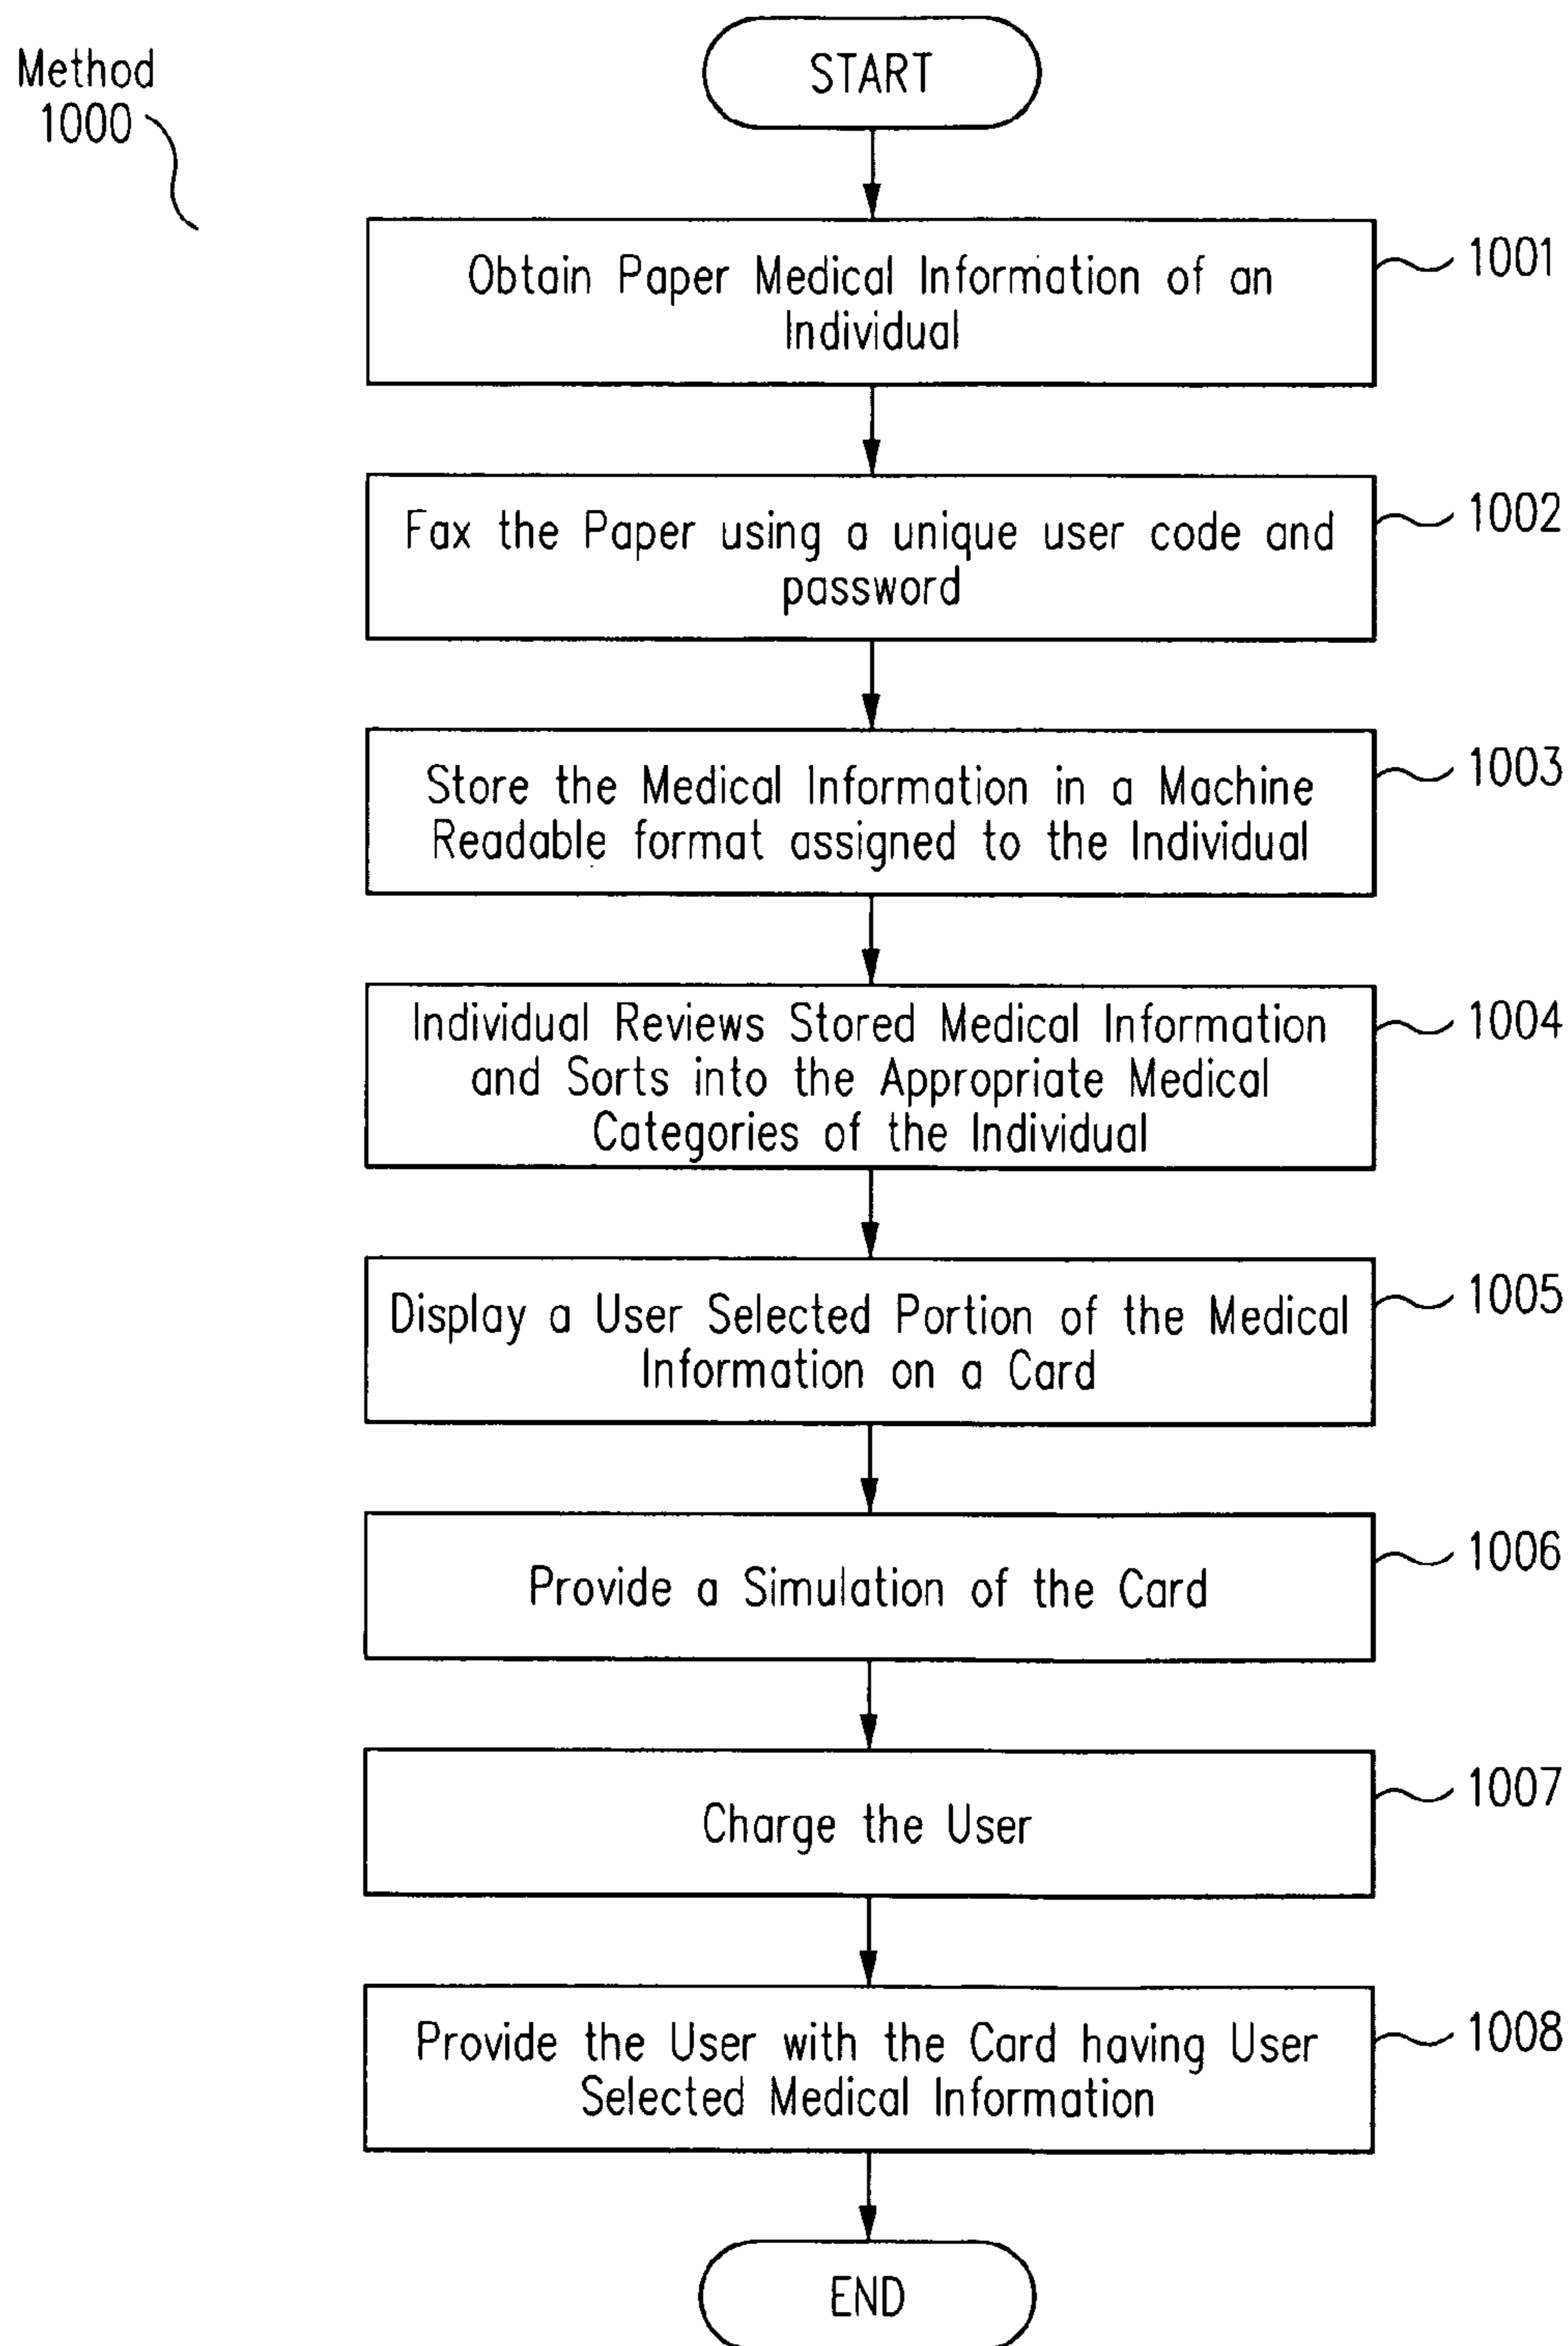 Method
1000
START
Obtain Paper Medical Information of an
Individual
1001
Fax the Paper using a unique user code and
password
1002
Store the Medical Information in a Machine
Readable format assigned to the Individual
1003
Individual Reviews Stored Medical Information
and Sorts into the Appropriate Medical
Categories of the Individual
1004
Display a User Selected Portion of the Medical
Information on a Card
1005
Provide a Simulation of the Card
1006
Charge the User
1007
Provide the User with the Card having User
Selected Medical Information
1008
END